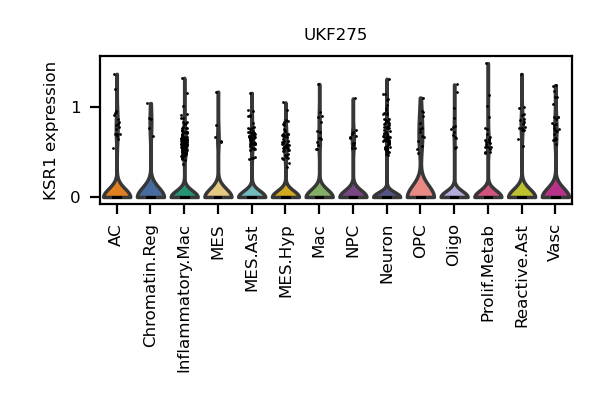 UKF275
KSR1 expression
1
0
AC
Chromatin.Reg
Inflammatory.Mac
MES
MES.Ast
MES.Hyp
Mac
NPC
Neuron
OPC
Oligo
Prolif.Metab
Reactive.Ast
Vasc